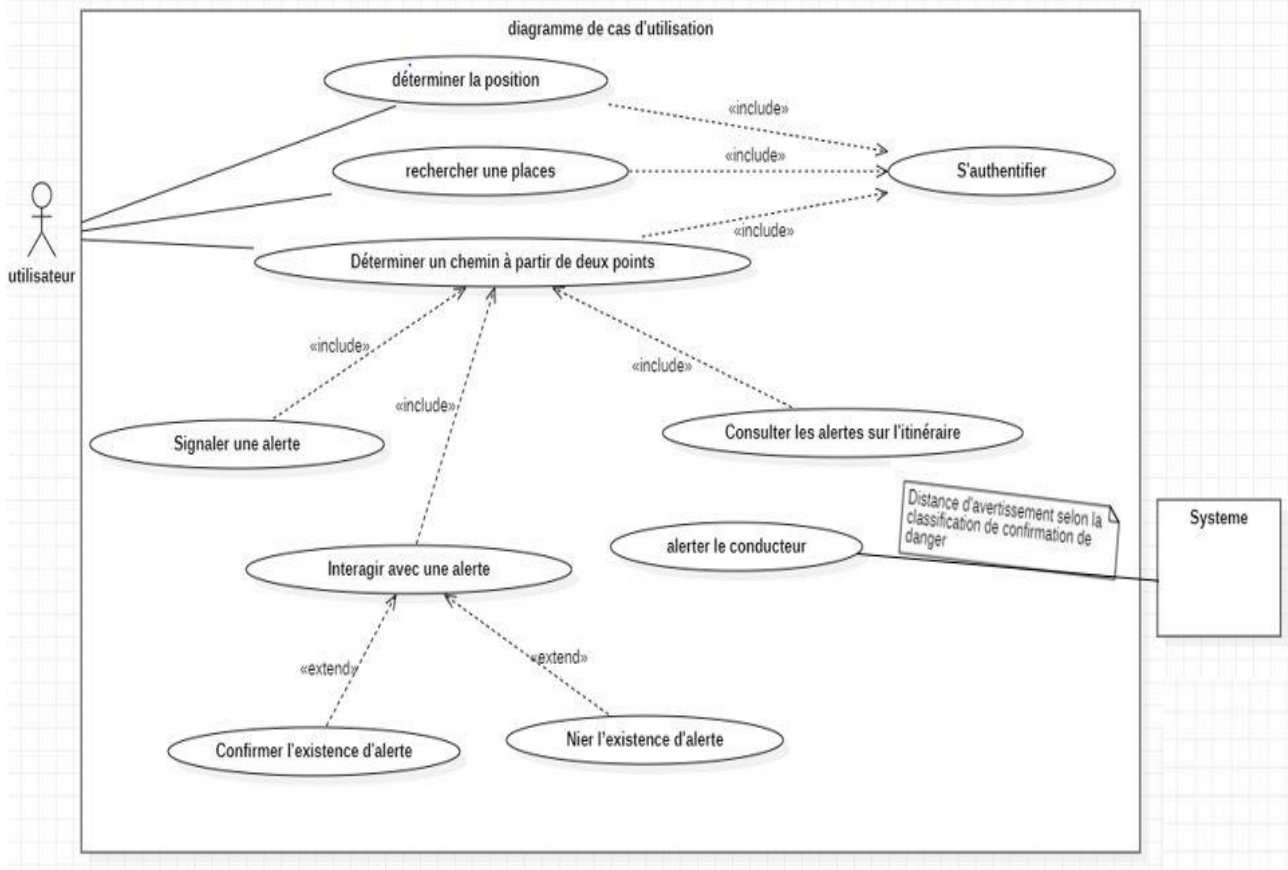 diagramme de cas d'utilisation
déterminer la position
«include»
rechercher une places
«include»
S'authentifier
«include»
utilisateur
Déterminer un chemin à partir de deux points
«include»
«include»
«include»
Signaler une alerte
Consulter les alertes sur l'itinéraire
Distance d'avertissement selon la
classification de confirmation de
danger
Systeme
alerter le conducteur
Interagir avec une alerte
«extend»
«extend»
Confirmer l'existence d'alerte
Nier l'existence d'alerte